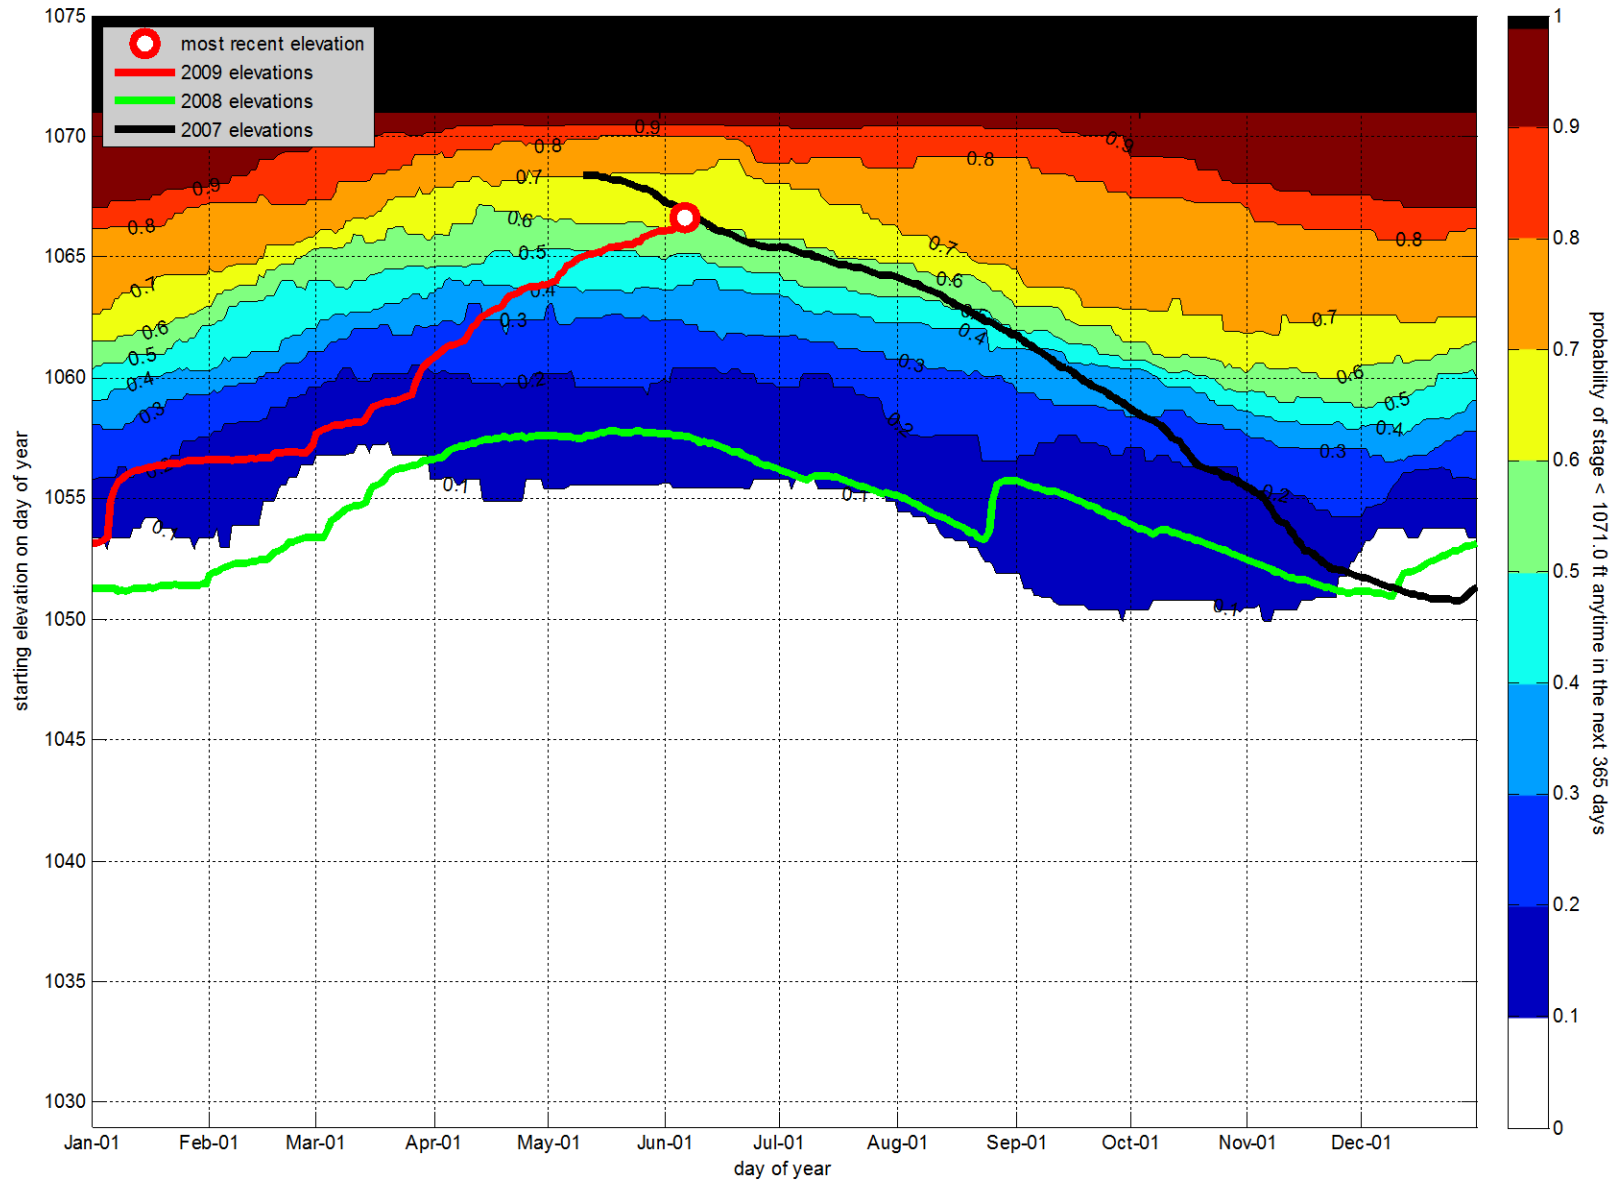 1075
1070
1065
1060
1055
1050
1045
1040
1035
1030
starting elevation on day of year
most recent elevation
2009 elevations
2008 elevations
2007 elevations
0.9
0.8
0.7
0.6
0.5
0.4
0.3
0.2
0.1
0.9
0.8
0.7
0.6
0.5
0.4
0.3
0.2
0.1
0.9
0.8
0.7
0.6
0.5
0.4
0.3
0.2
0.1
0.8
0.7
0.6
0.5
0.4
0.3
0.2
0.1
Jan-01
Feb-01
Mar-01
Apr-01
May-01
Jun-01
Jul-01
Aug-01
Sep-01
Oct-01
Nov-01
Dec-01
day of year
1
0.9
0.8
0.7
0.6
0.5
0.4
0.3
0.2
0.1
0
probability of stage < 1071.0 ft anytime in the next 365 days